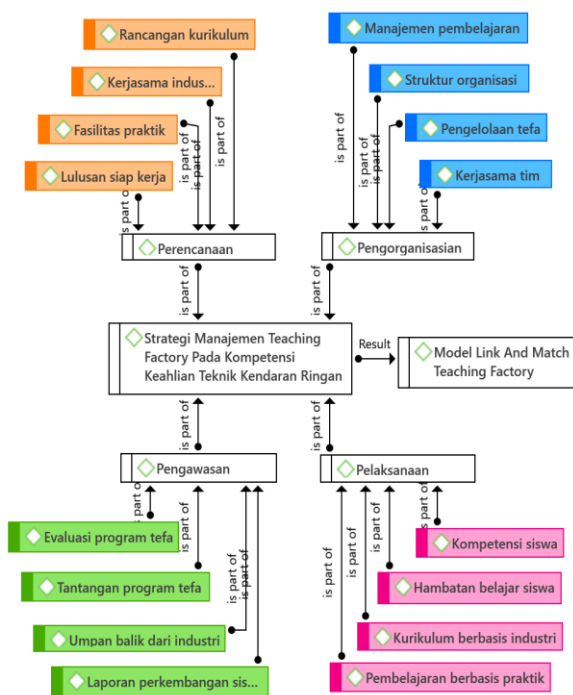 Rancangan kurikulum
Manajemen pembelajaran
Kerjasama indus...
Struktur organisasi
Fasilitas praktik
Pengelolaan tefa
Lulusan siap kerja
Kerjasama tim
is part of
is part of
is part of
is part of
is part of
is part of
is part of
is part of
Perencanaan
Pengorganisasian
is part of
is part of
Strategi Manajemen Teaching
Factory Pada Kompetensi
Keahlian Teknik Kendaran Ringan
Result
Model Link And Match
Teaching Factory
is part of
is part of
Pengawasan
Pelaksanaan
is part of
is part of
is part of
is part of
is part of
is part of
is part of
is part of
Evaluasi program tefa
Kompetensi siswa
Tantangan program tefa
Hambatan belajar siswa
Umpan balik dari industri
Kurikulum berbasis industri
Laporan perkembangan sis...
Pembelajaran berbasis praktik